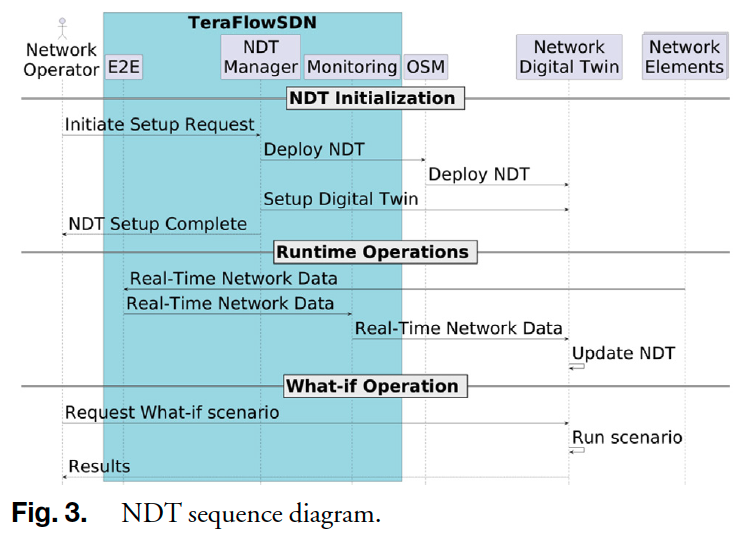 TeraFlowSDN
Network
Operator
E2E
NDT
Manager
Monitoring
OSM
Network
Digital Twin
Network
Elements
NDT Initialization
Initiate Setup Request
Deploy NDT
Deploy NDT
Setup Digital Twin
NDT Setup Complete
Runtime Operations
Real-Time Network Data
Real-Time Network Data
Real-Time Network Data
Update NDT
What-if Operation
Request What-if scenario
Run scenario
Results
Fig. 3. NDT sequence diagram.